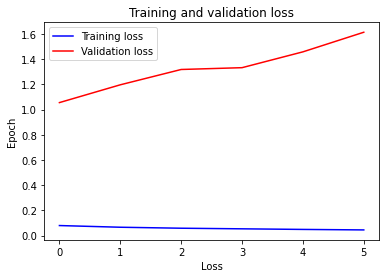 Training and validation loss
Training loss
Validation loss
Epoch
1.6
1.4
1.2
1.0
0.8
0.6
0.4
0.2
0.0
0 1 2 3 4 5
Loss